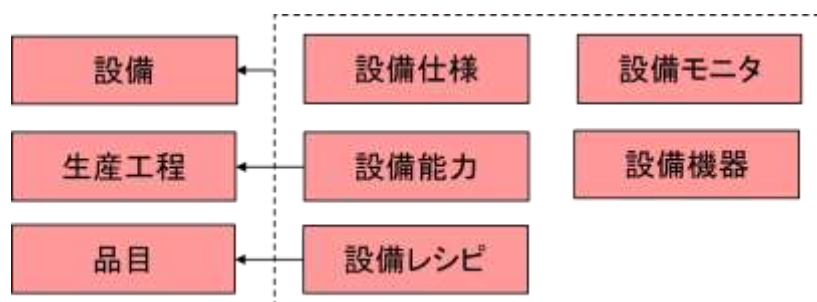 設備
設備仕様
設備モニタ
生産工程
設備能力
設備機器
品目
設備レシピ